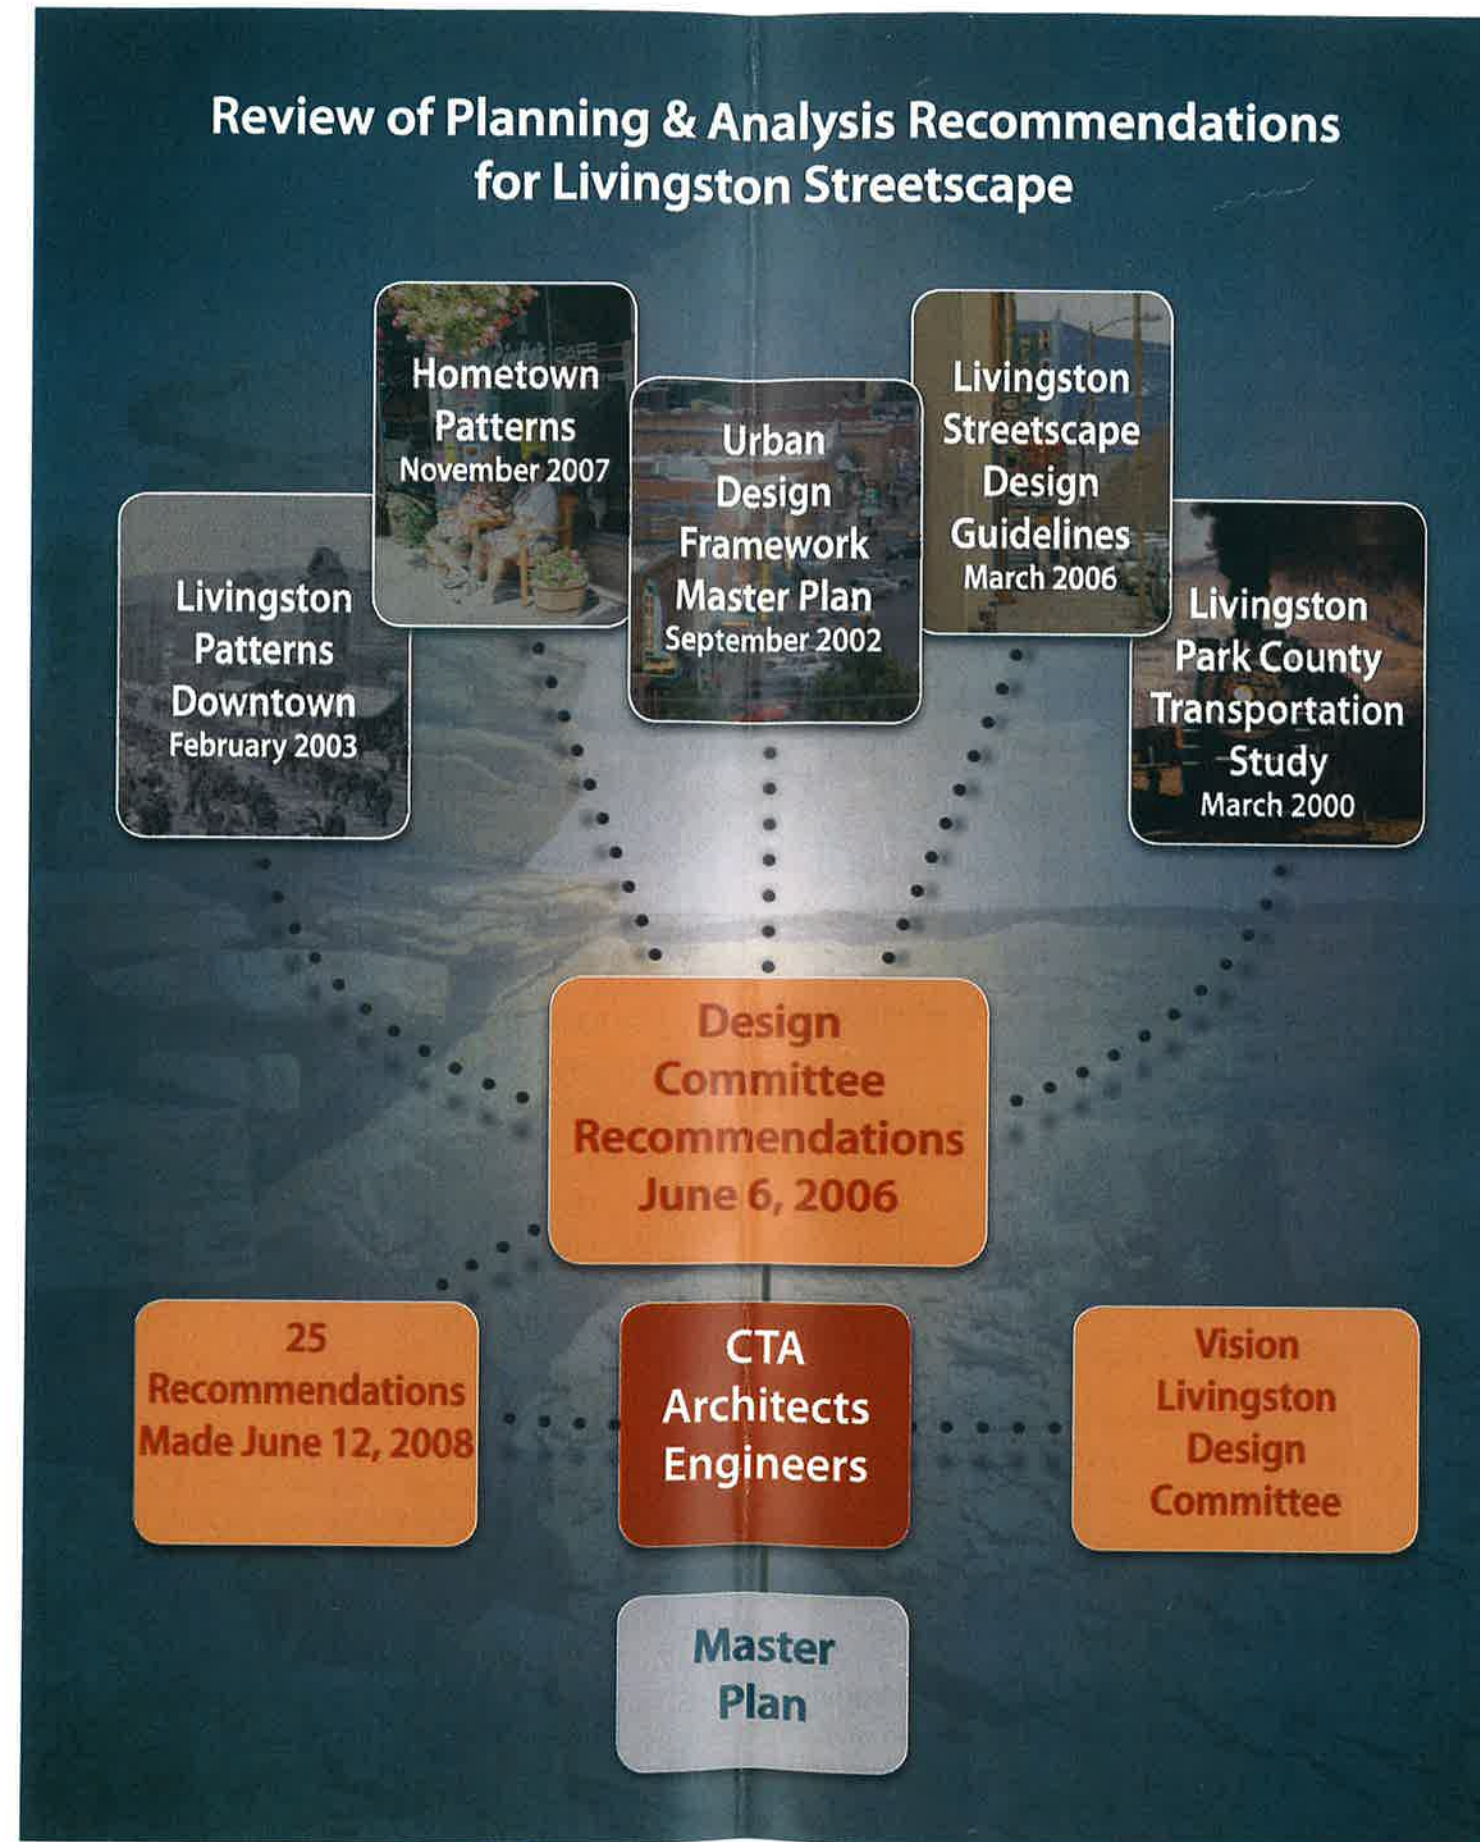 Review of Planning & Analysis Recommendations
for Livingston Streetscape
Livingston
Patterns
Downtown
February 2003
Hometown
Patterns
November 2007
Urban
Design
Framework
Master Plan
September 2002
Livingston
Streetscape
Design
Guidelines
March 2006
Livingston
Park County
Transportation
Study
March 2000
Design
Committee
Recommendations
June 6, 2006
25
Recommendations
Made June 12, 2008
CTA
Architects
Engineers
Vision
Livingston
Design
Committee
Master
Plan